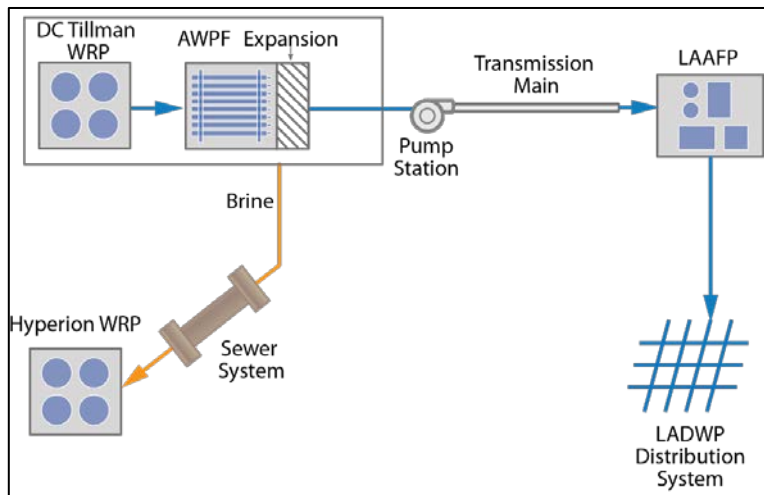 DC Tillman
WRP
AWPF
Expansion
Transmission
Main
LAAFP
Pump
Station
Brine
Hyperion WRP
Sewer
System
LADWP
Distribution
System